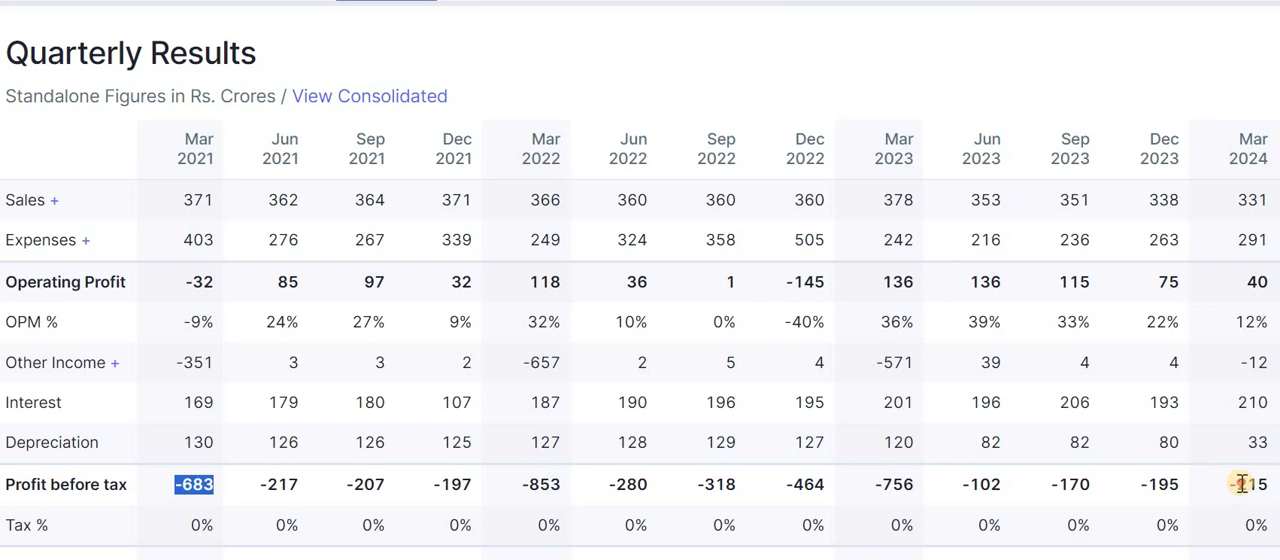 Quarterly Results
Standalone Figures in Rs. Crores / View Consolidated
Mar 2021 Jun 2021 Sep 2021 Dec 2021 Mar 2022 Jun 2022 Sep 2022 Dec 2022 Mar 2023 Jun 2023 Sep 2023 Dec 2023 Mar 2024
Sales + 371 362 364 371 366 360 360 360 378 353 351 338 331
Expenses + 403 276 267 339 249 324 358 505 242 216 236 263 291
Operating Profit -32 85 97 32 118 36 1 -145 136 136 115 75 40
OPM % -9% 24% 27% 9% 32% 10% 0% -40% 36% 39% 33% 22% 12%
Other Income + -351 3 3 2 -657 2 5 4 -571 39 4 4 -12
Interest 169 179 180 107 187 190 196 195 201 196 206 193 210
Depreciation 130 126 126 125 127 128 129 127 120 82 82 80 33
Profit before tax -683 -217 -207 -197 -853 -280 -318 -464 -756 -102 -170 -195
Tax % 0% 0% 0% 0% 0% 0% 0% 0% 0% 0% 0% 0% 0%